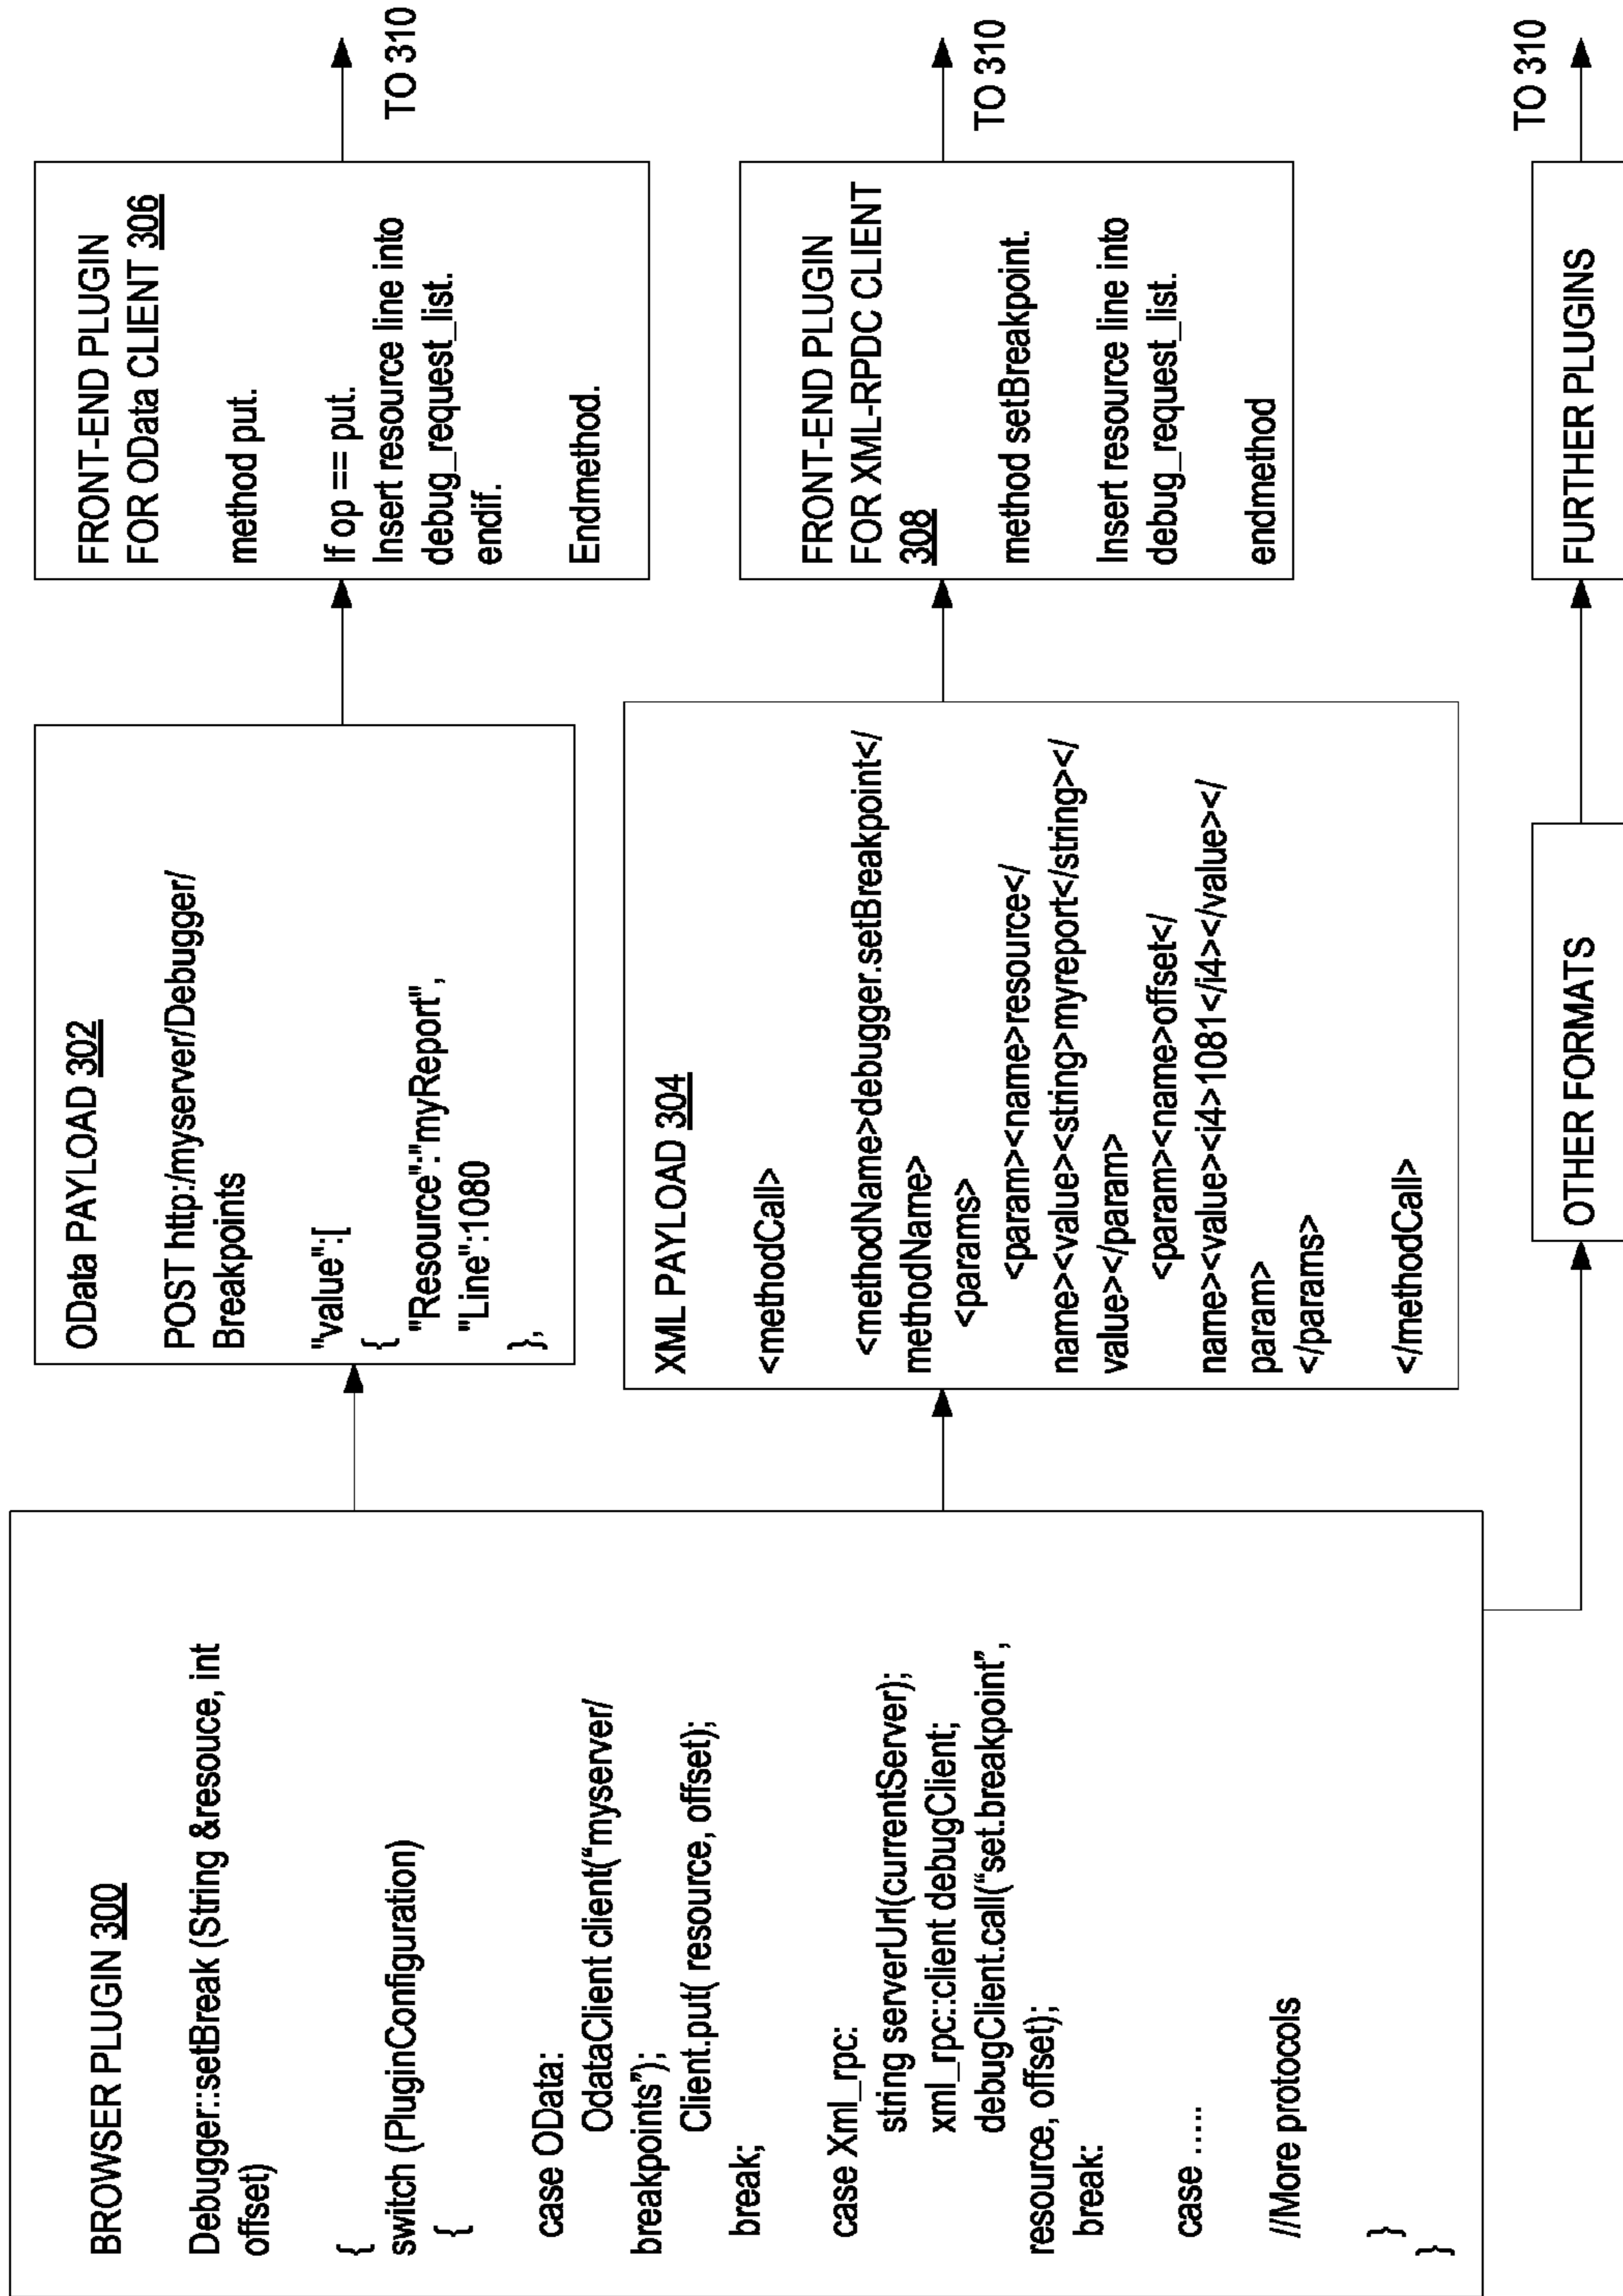 BROWSER PLUGIN 300
Debugger::setBreak (String &resouce, int
offset)
{
switch (PluginConfiguration)
{
case OData:
OdataClient client(“myserver/
breakpoints”);
Client.put( resource, offset);
break;
case Xml_rpc:
string serverUrl(currentServer);
xml_rpc::client debugClient;
debugClient.call(“set.breakpoint”,
resource, offset);
break:
case .....
//More protocols
}
}
OData PAYLOAD 302
POST http:/myserver/Debugger/
Breakpoints
"value":[
{
"Resource":"myReport",
"Line":1080
},
XML PAYLOAD 304
<methodCall>
<methodName>debugger.setBreakpoint</
methodName>
<params>
<param><name>resource</
name><value><string>myreport</string></
value></param>
<param><name>offset</
name><value><i4>1081</i4></value></
param>
</params>
</methodCall>
OTHER FORMATS
FRONT-END PLUGIN
FOR OData CLIENT 306
method put.
If op == put.
Insert resource line into
debug_request_list.
endif.
Endmethod.
FRONT-END PLUGIN
FOR XML-RPDC CLIENT
308
method setBreakpoint.
Insert resource line into
debug_request_list.
endmethod
FURTHER PLUGINS
TO 310
TO 310
TO 310